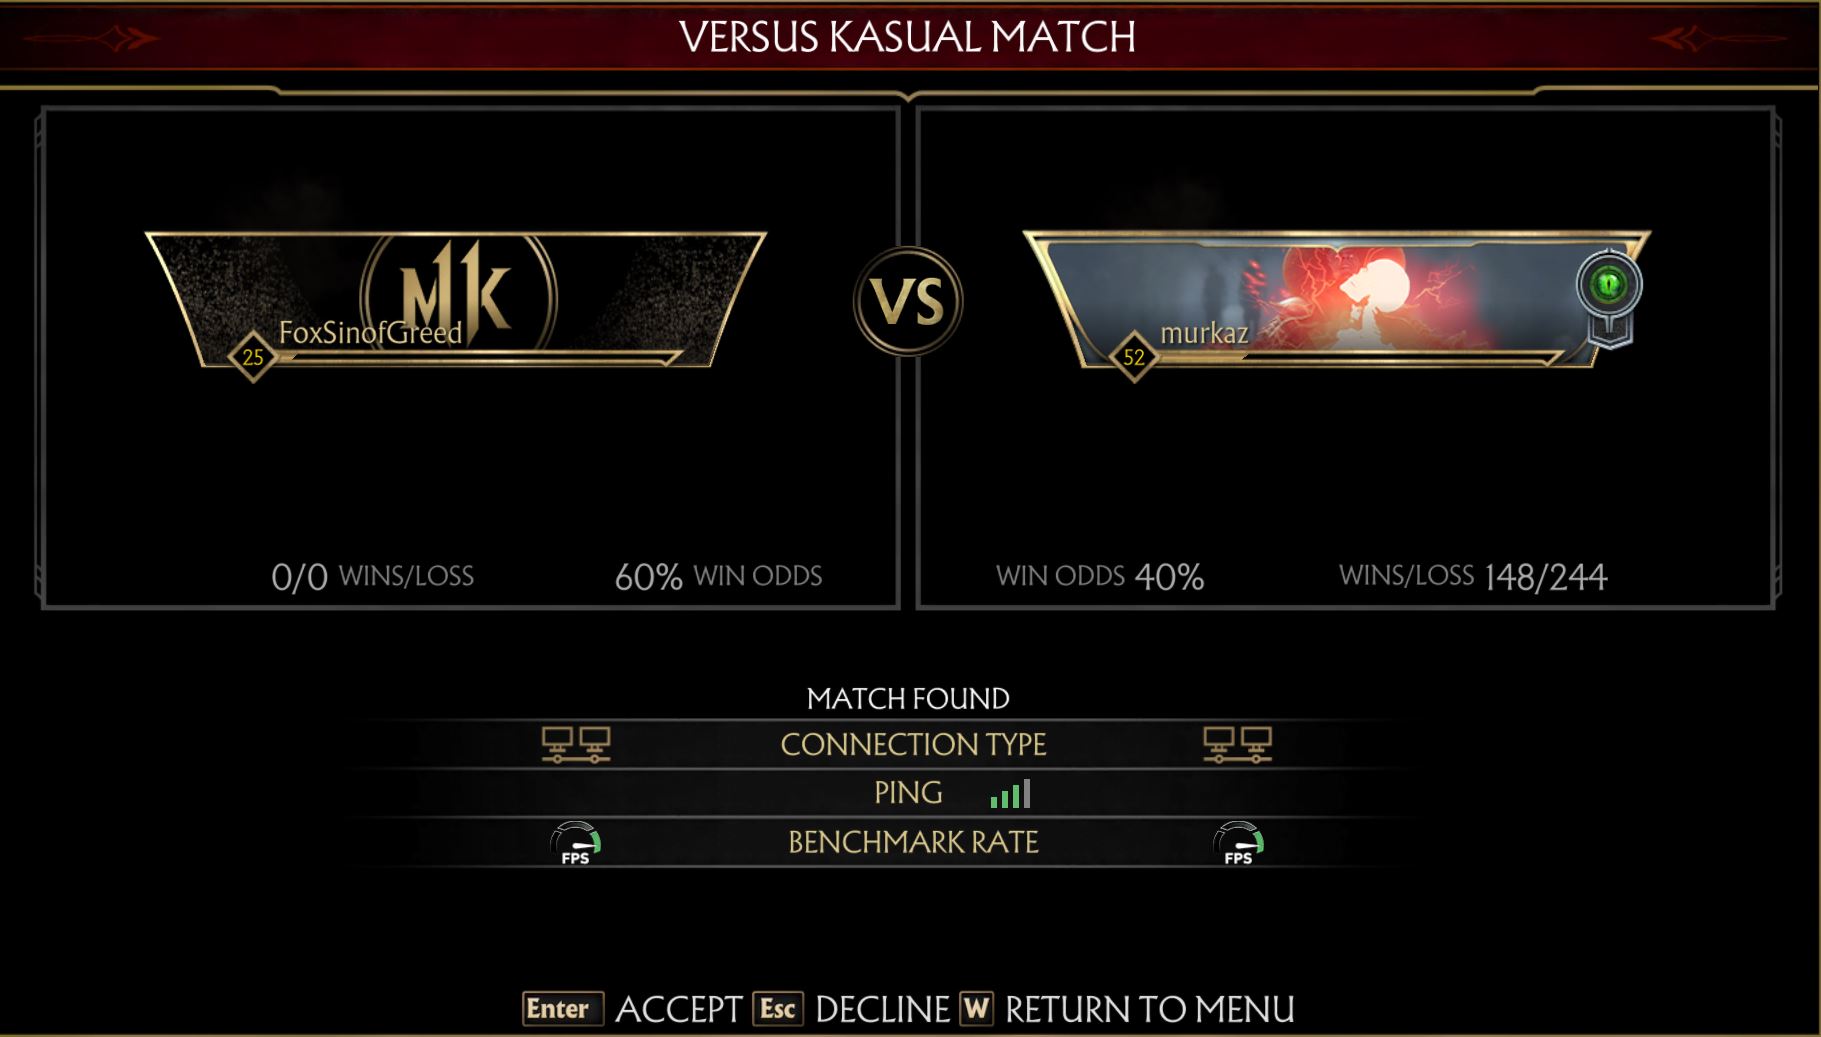 VERSUS KASUAL MATCH
MK11
FoxSinofGreed
25
VS
murkaz
52
0/0 WINS/LOSS
60% WIN ODDS
WIN ODDS 40%
WINS/LOSS 148/244
MATCH FOUND
CONNECTION TYPE
PING
FPS BENCHMARK RATE FPS
Enter ACCEPT Esc DECLINE W RETURN TO MENU